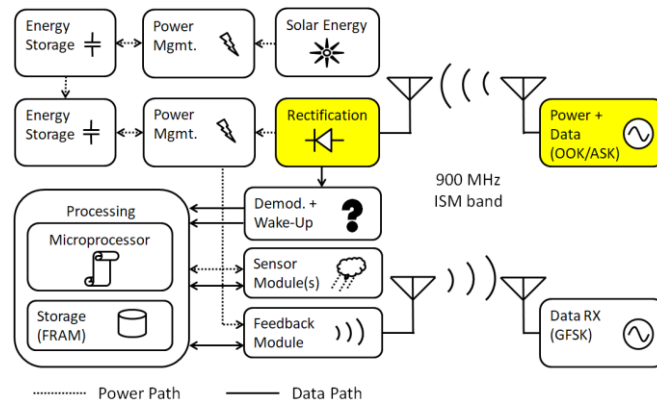 Energy
Storage
Power
Mgmt.
Solar Energy
Energy
Storage
Power
Mgmt.
Rectification
Power +
Data
(OOK/ASK)
900 MHz
ISM band
Processing
Microprocessor
Storage
(FRAM)
Demod. +
Wake-Up
?
Sensor
Module(s)
Feedback
Module
Data RX
(GFSK)
Power Path
Data Path